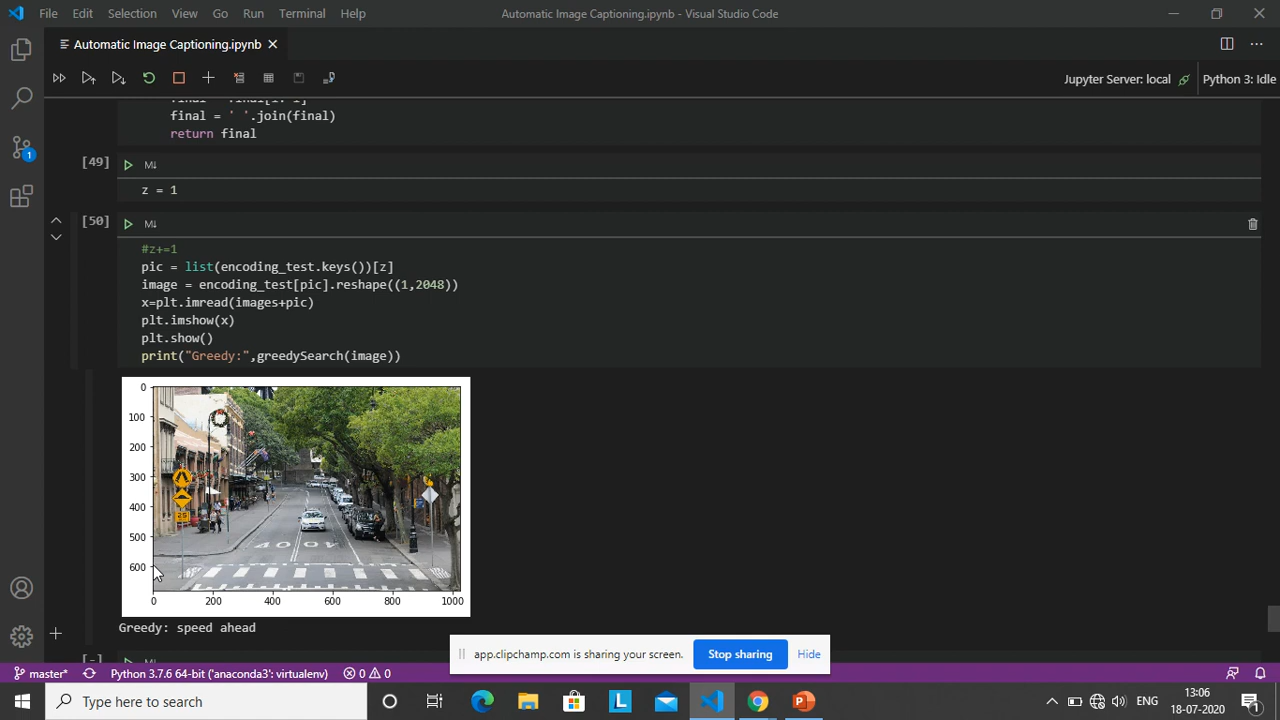 File Edit Selection View Go Run Terminal Help
Automatic Image Captioning.ipynb - Visual Studio Code
Automatic Image Captioning.ipynb
Jupyter Server: local
Python 3: Idle
final = ' '.join(final)
return final
[49]
M↓
z = 1
[50]
M↓
#z+=1
pic = list(encoding_test.keys())[z]
image = encoding_test[pic].reshape((1,2048))
x=plt.imread(images+pic)
plt.imshow(x)
plt.show()
print("Greedy:",greedySearch(image))
0
100
200
300
400
500
600
0 200 400 600 800 1000
Greedy: speed ahead
[-]
M↓
app.clipchamp.com is sharing your screen.
Stop sharing
Hide
master*
Python 3.7.6 64-bit ('anaconda3': virtualenv)
0
0
Type here to search
L
ENG
13:06
18-07-2020
1
1